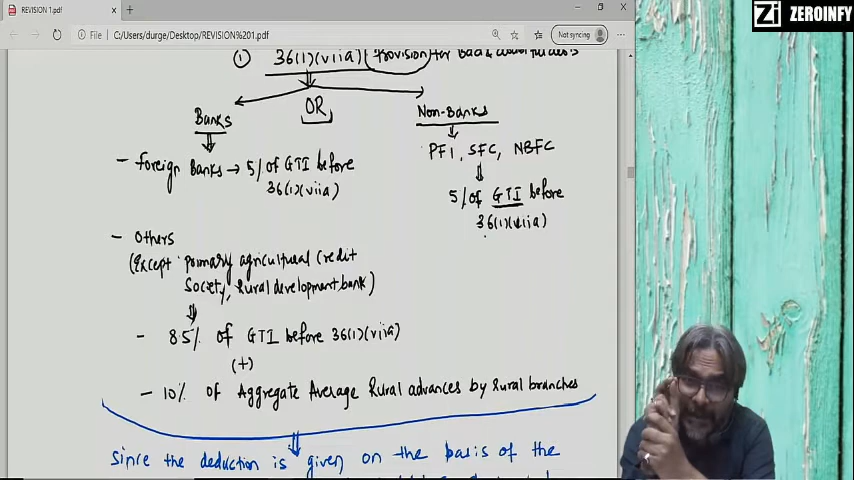 REVISION 1.pdf
File
C:/Users/durge/Desktop/REVISION%201.pdf
Not syncing
Zi ZEROINFY
① 36(1)(viia) Provision for Bad & doubtful debts
OR
Banks
Non-Banks
PFI, SFC, NBFC
- Foreign Banks → 5% of GTI before
36(1)(viia)
5% of GTI before
36(1)(viia)
- Others
(Except primary agricultural credit
Society, Rural development bank)
- 8.5% of GTI before 36(1)(viia)
(+)
- 10% of Aggregate Average Rural advances by Rural branches
Since the deduction is given on the basis of the